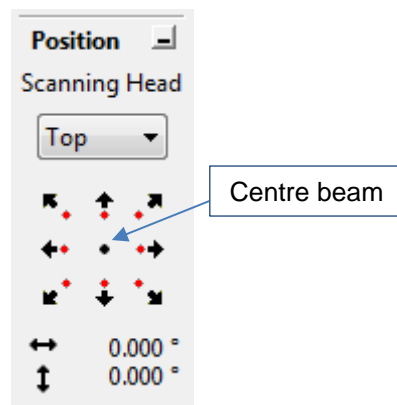 Position
Scanning Head
Top
Centre beam
0.000 °
0.000 °